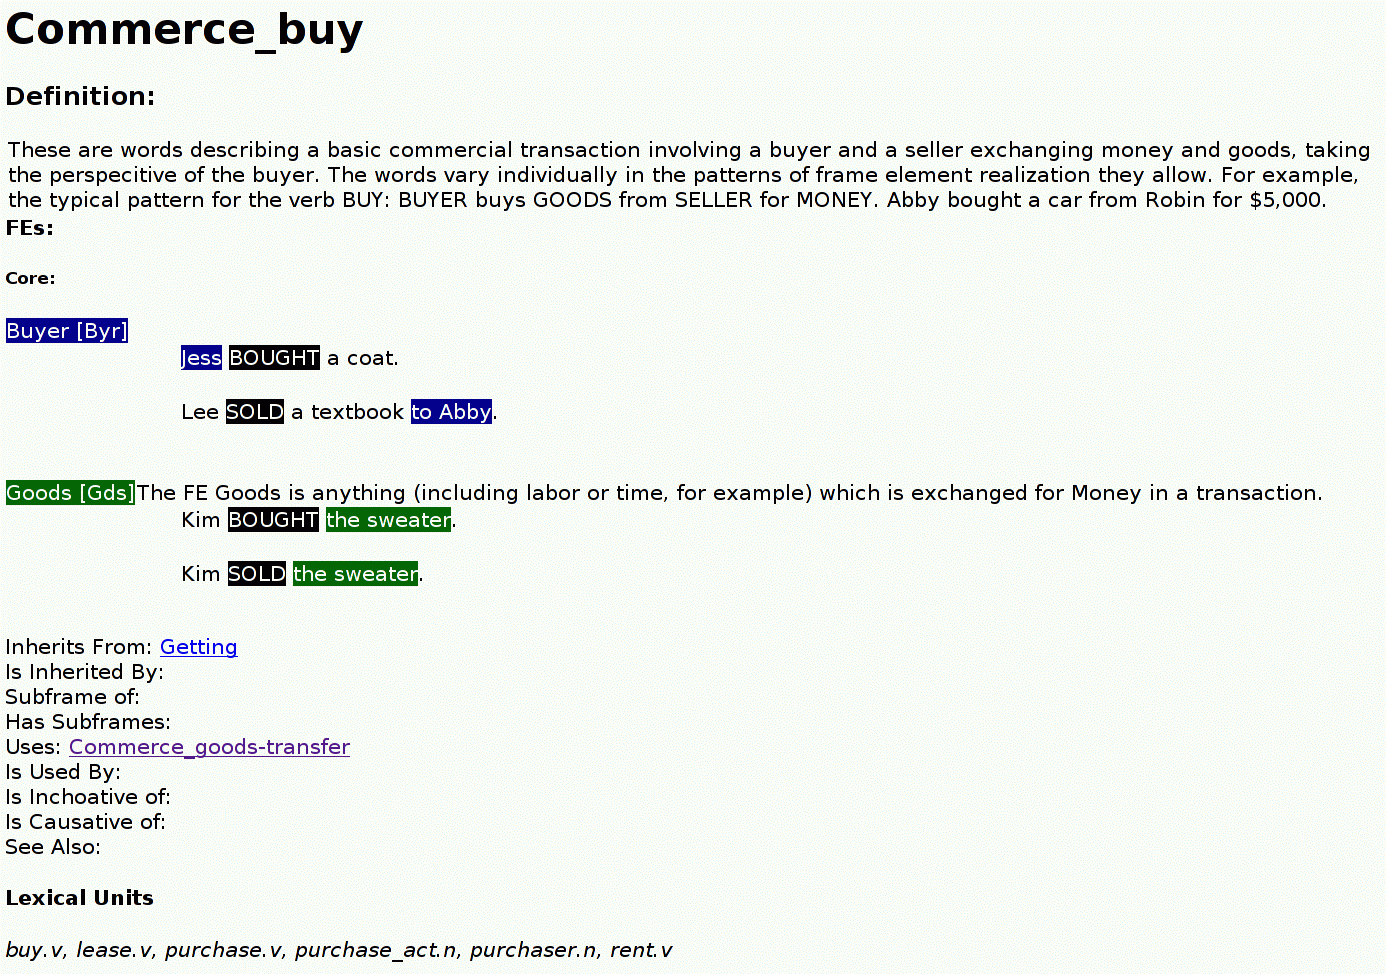 Commerce_buy
Definition:
These are words describing a basic commercial transaction involving a buyer and a seller exchanging money and goods, taking
the perspecitive of the buyer. The words vary individually in the patterns of frame element realization they allow. For example,
the typical pattern for the verb BUY: BUYER buys GOODS from SELLER for MONEY. Abby bought a car from Robin for $5,000.
FEs:
Core:
Buyer [Byr]
Jess BOUGHT a coat.
Lee SOLD a textbook to Abby.
Goods [Gds]The FE Goods is anything (including labor or time, for example) which is exchanged for Money in a transaction.
Kim BOUGHT the sweater.
Kim SOLD the sweater.
Inherits From: Getting
Is Inherited By:
Subframe of:
Has Subframes:
Uses: Commerce_goods-transfer
Is Used By:
Is Inchoative of:
Is Causative of:
See Also:
Lexical Units
buy.v, lease.v, purchase.v, purchase_act.n, purchaser.n, rent.v